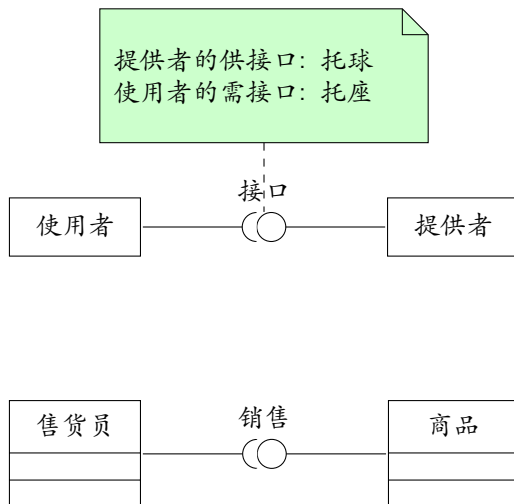 提供者的供接口: 托球
使用者的需接口: 托座
接口
使用者
提供者
售货员
销售
商品